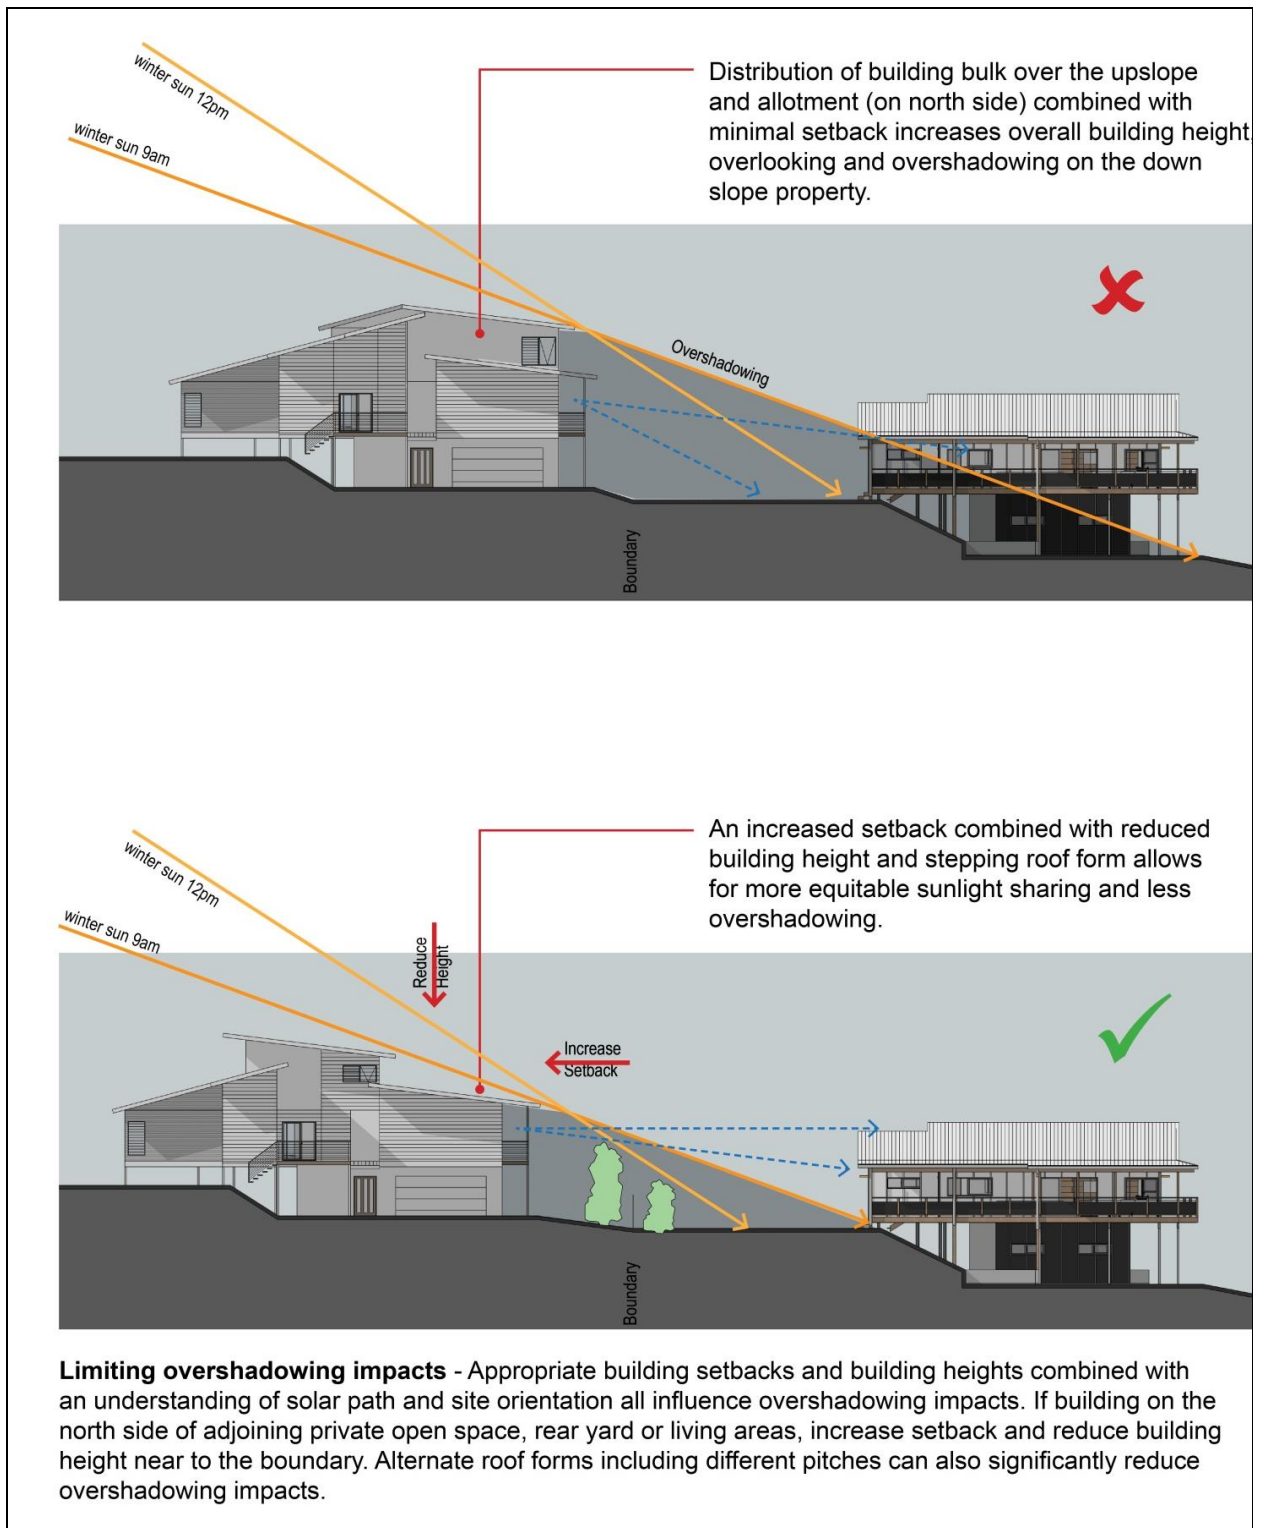 winter sun 12pm
winter sun 9am
Distribution of building bulk over the upslope
and allotment (on north side) combined with
minimal setback increases overall building height,
overlooking and overshadowing on the down
slope property.
Overshadowing
Boundary
An increased setback combined with reduced
building height and stepping roof form allows
for more equitable sunlight sharing and less
overshadowing.
winter sun 12pm
winter sun 9am
Reduce
Height
Increase
Setback
Boundary
Limiting overshadowing impacts - Appropriate building setbacks and building heights combined with
an understanding of solar path and site orientation all influence overshadowing impacts. If building on the
north side of adjoining private open space, rear yard or living areas, increase setback and reduce building
height near to the boundary. Alternate roof forms including different pitches can also significantly reduce
overshadowing impacts.